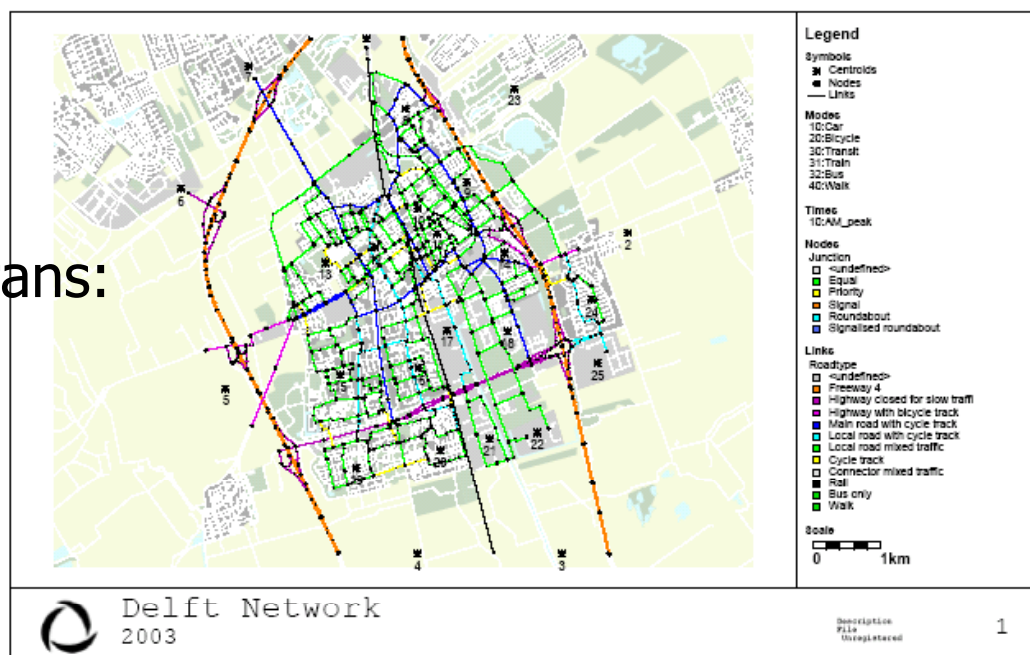 ans:
7
23
6
2
13
24
17
18
25
15
5
21
22
20
19
4
3
Legend
Symbols
Centroids
Nodes
Links
Modes
10:Car
20:Bicycle
30:Transit
31:Train
32:Bus
40:Walk
Times
10:AM_peak
Nodes
Junction
<undefined>
Equal
Priority
Signal
Roundabout
Signalised roundabout
Links
Roadtype
<undefined>
Freeway 4
Highway closed for slow traffi
Highway with bicycle track
Main road with cycle track
Local road with cycle track
Local road mixed traffic
Cycle track
Connector mixed traffic
Rail
Bus only
Walk
Scale
0 1km
Delft Network
2003
Description
File
Unregistered
1